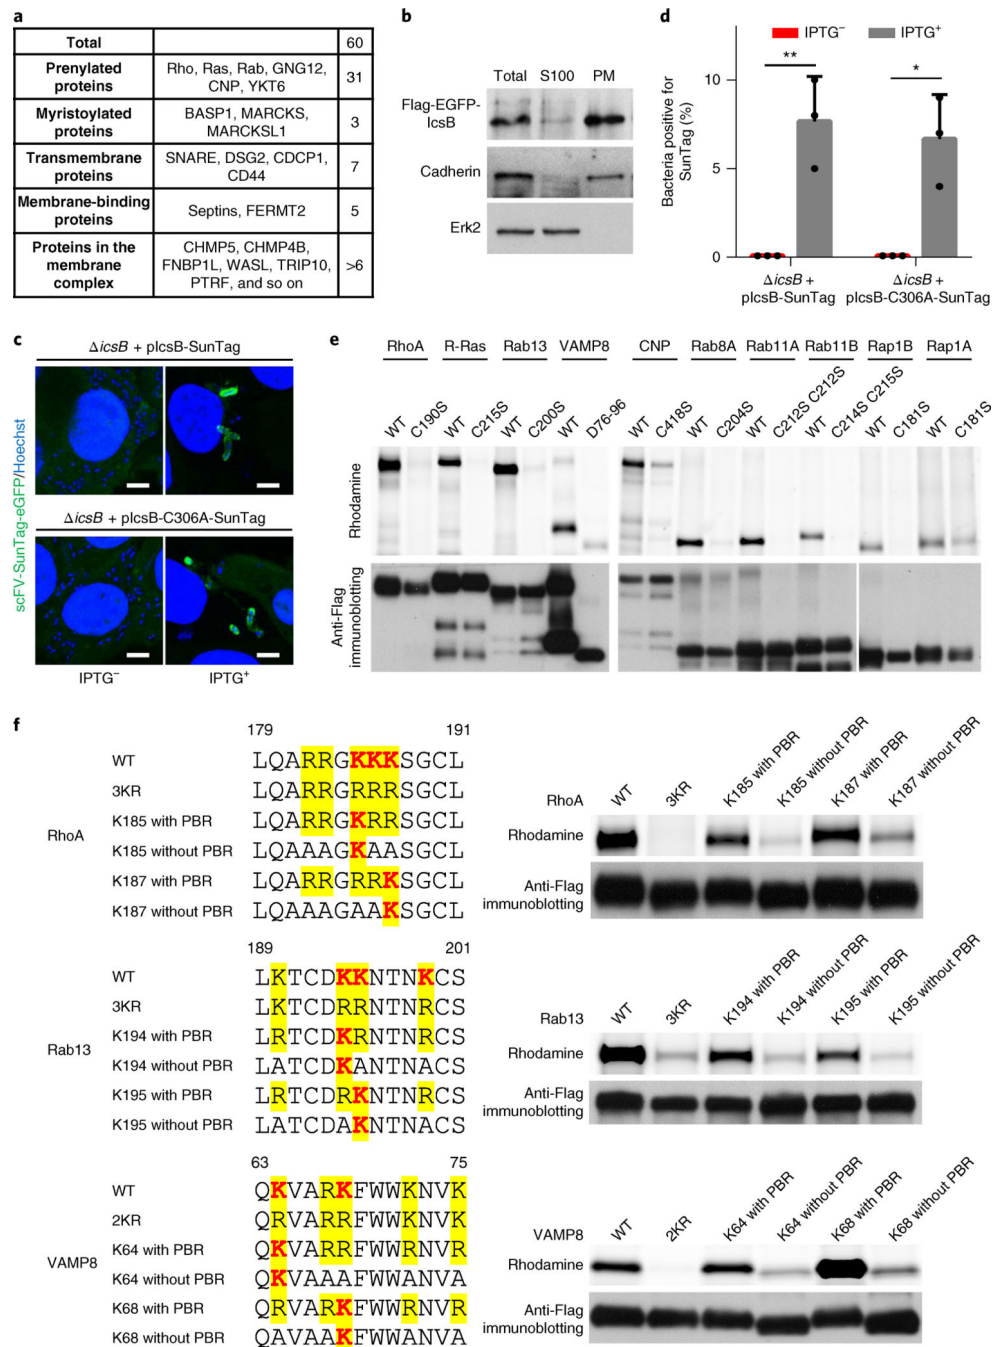 a
Total 60
Prenylated proteins Rho, Ras, Rab, GNG12, CNP, YKT6 31
Myristoylated proteins BASP1, MARCKS, MARCKSL1 3
Transmembrane proteins SNARE, DSG2, CDCP1, CD44 7
Membrane-binding proteins Septins, FERMT2 5
Proteins in the membrane complex CHMP5, CHMP4B, FNBP1L, WASL, TRIP10, PTRF, and so on >6
b
Total S100 PM
Flag-EGFP-
IcsB
Cadherin
Erk2
d
IPTG− IPTG+
** *
Bacteria positive for
SunTag (%)
10
5
0
ΔicsB +
pIcsB-SunTag
ΔicsB +
pIcsB-C306A-SunTag
c
ΔicsB + pIcsB-SunTag
ΔicsB + pIcsB-C306A-SunTag
scFV-SunTag-eGFP/Hoechst
IPTG− IPTG+
e
RhoA R-Ras Rab13 VAMP8 CNP Rab8A Rab11A Rab11B Rap1B Rap1A
WT C190S WT C215S WT C200S WT D76-96 WT C418S WT C204S WT C212S C212S WT C214S C215S WT C181S WT C181S
Rhodamine
Anti-Flag
immunoblotting
f
179 191
RhoA
WT LQARRGKKKSGCL
3KR LQARRGRRRSGCL
K185 with PBR LQARRGKRRSGCL
K185 without PBR LQAAAGKAASGCL
K187 with PBR LQARRGRRKSGCL
K187 without PBR LQAAAGAAKSGCL
RhoA WT 3KR K185 with PBR K185 without PBR K187 with PBR K187 without PBR
Rhodamine
Anti-Flag
immunoblotting
189 201
Rab13
WT LKTCDKKNTNKCS
3KR LKTCDRRNTNRCS
K194 with PBR LRTCDKRNTNRCS
K194 without PBR LATCDKANTNACS
K195 with PBR LRTCDRKNTNRCS
K195 without PBR LATCDAKNTNACS
Rab13 WT 3KR K194 with PBR K194 without PBR K195 with PBR K195 without PBR
Rhodamine
Anti-Flag
immunoblotting
63 75
VAMP8
WT QKVARKFWWKNVK
2KR QRVARRFWWKNVK
K64 with PBR QKVARRFWWRNVR
K64 without PBR QKVAAAFWWANVA
K68 with PBR QRVARKFWWRNVR
K68 without PBR QAVAAKFWWANVA
VAMP8 WT 2KR K64 with PBR K64 without PBR K68 with PBR K68 without PBR
Rhodamine
Anti-Flag
immunoblotting